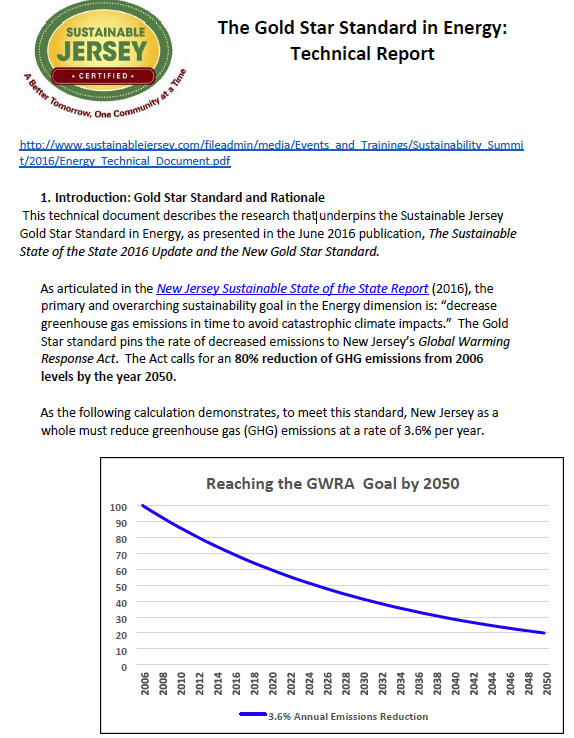 SUSTAINABLE
JERSEY
• CERTIFIED •
A Better Tomorrow, One Community at a Time
The Gold Star Standard in Energy:
Technical Report
http://www.sustainablejersey.com/fileadmin/media/Events_and_Trainings/Sustainability_Summi
t/2016/Energy_Technical_Document.pdf
1. Introduction: Gold Star Standard and Rationale
This technical document describes the research that underpins the Sustainable Jersey
Gold Star Standard in Energy, as presented in the June 2016 publication, The Sustainable
State of the State 2016 Update and the New Gold Star Standard.
As articulated in the New Jersey Sustainable State of the State Report (2016), the
primary and overarching sustainability goal in the Energy dimension is: “decrease
greenhouse gas emissions in time to avoid catastrophic climate impacts.” The Gold
Star standard pins the rate of decreased emissions to New Jersey’s Global Warming
Response Act. The Act calls for an 80% reduction of GHG emissions from 2006
levels by the year 2050.
As the following calculation demonstrates, to meet this standard, New Jersey as a
whole must reduce greenhouse gas (GHG) emissions at a rate of 3.6% per year.
Reaching the GWRA Goal by 2050
100
90
80
70
60
50
40
30
20
10
0
2006 2008 2010 2012 2014 2016 2018 2020 2022 2024 2026 2028 2030 2032 2034 2036 2038 2040 2042 2044 2046 2048 2050
3.6% Annual Emissions Reduction